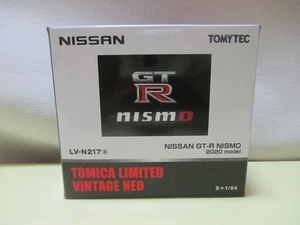 NISSAN
TOMYTEC
GT
R
nismo
LV-N217
NISSAN GT-R NISMO
2020 model
TOMICA LIMITED
VINTAGE NEO
S=1/64